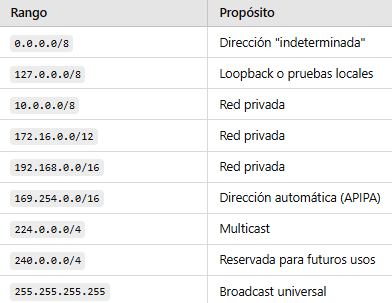 Rango Propósito
0.0.0.0/8 Dirección "indeterminada"
127.0.0.0/8 Loopback o pruebas locales
10.0.0.0/8 Red privada
172.16.0.0/12 Red privada
192.168.0.0/16 Red privada
169.254.0.0/16 Dirección automática (APIPA)
224.0.0.0/4 Multicast
240.0.0.0/4 Reservada para futuros usos
255.255.255.255 Broadcast universal